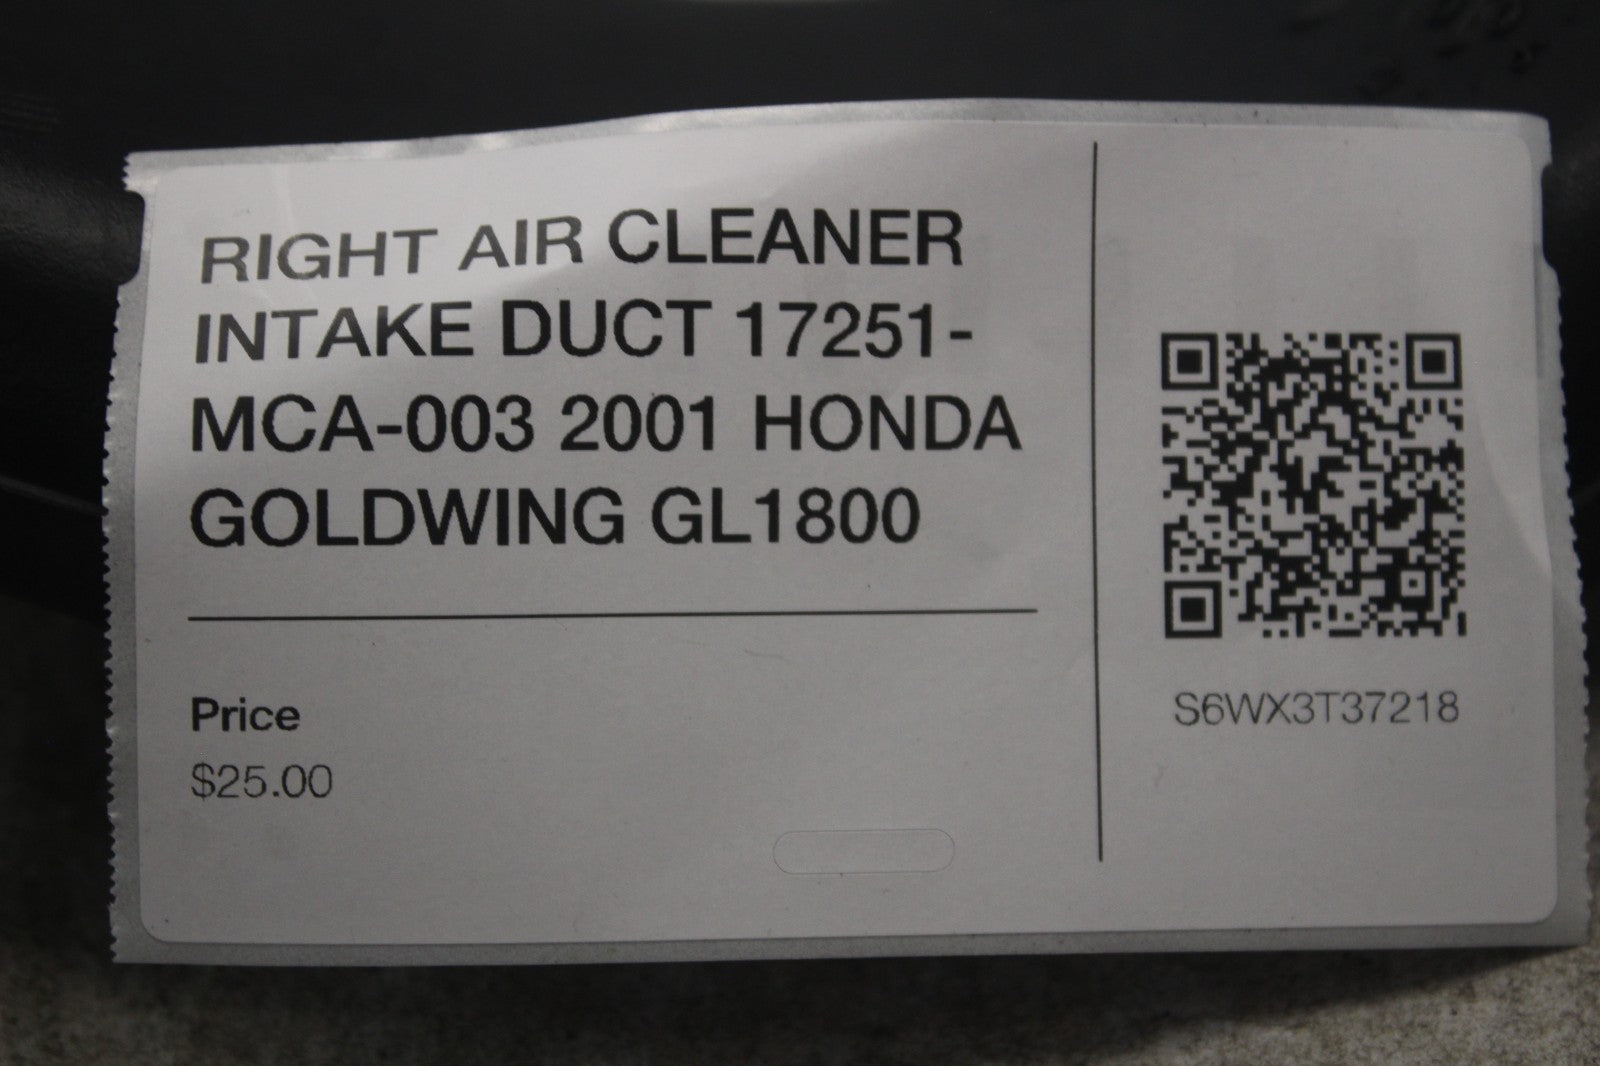 RIGHT AIR CLEANER
INTAKE DUCT 17251-
MCA-003 2001 HONDA
GOLDWING GL1800
Price
$25.00
S6WX3T37218